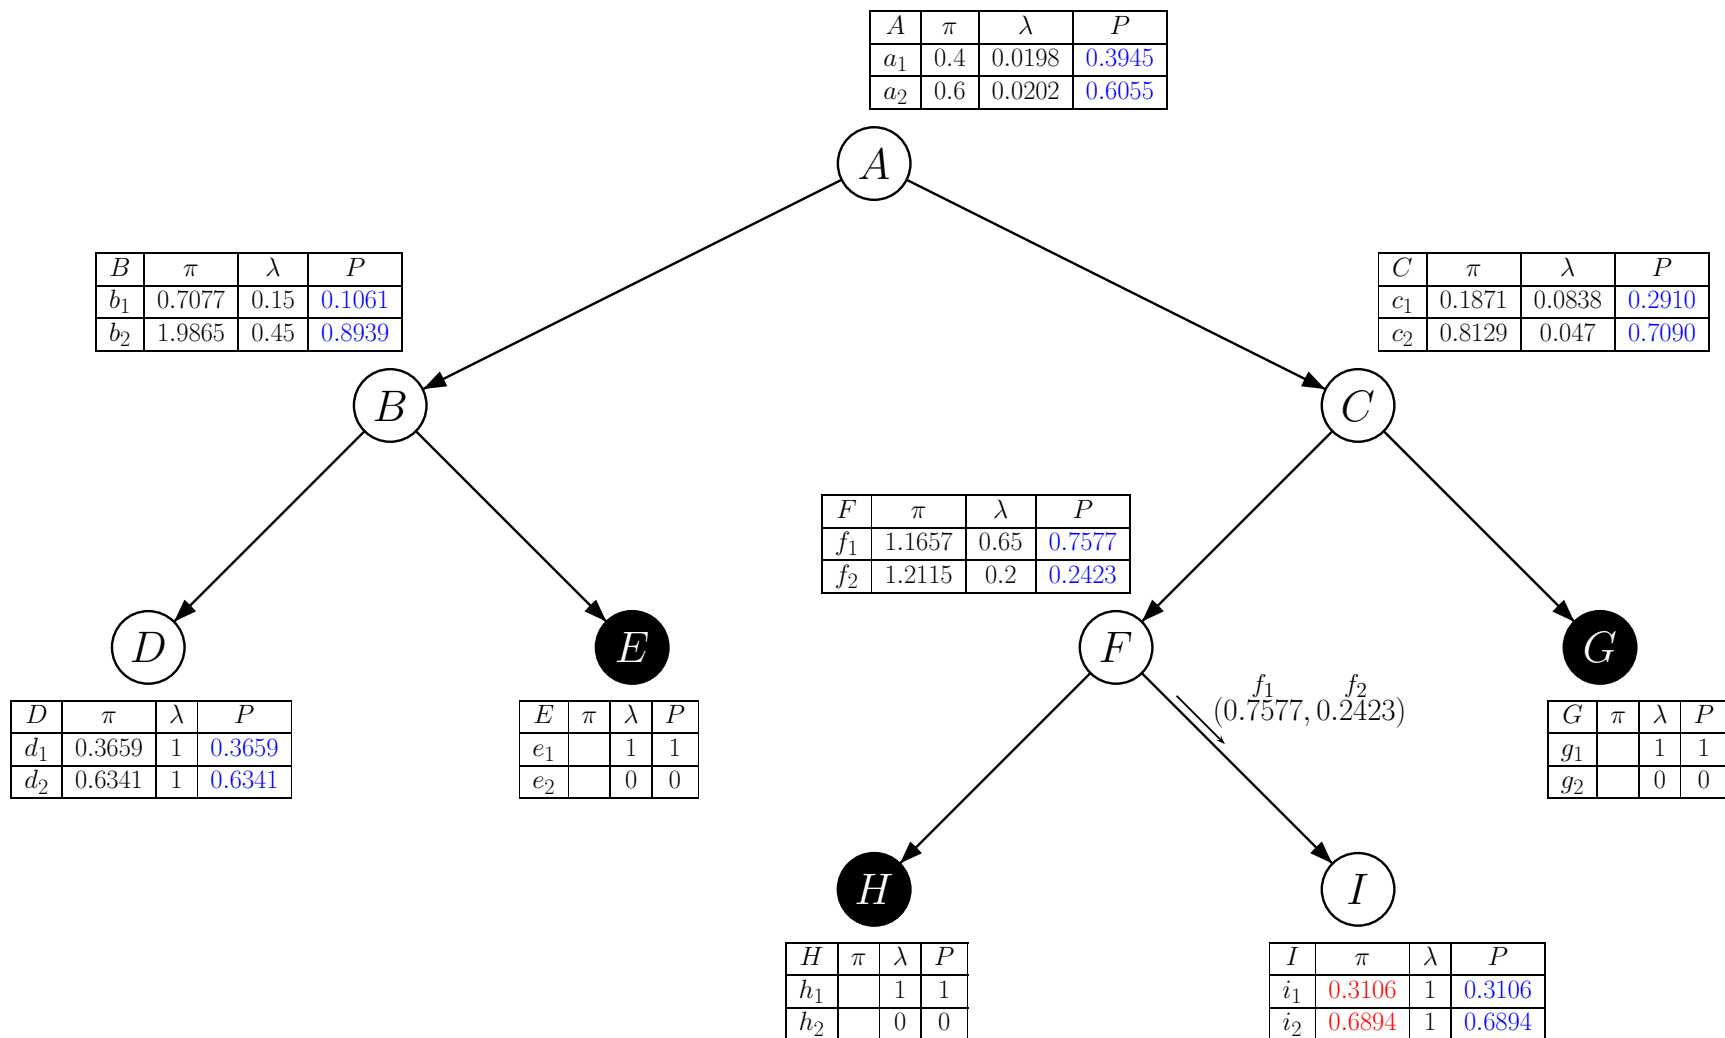 A π λ P
a₁ 0.4 0.0198 0.3945
a₂ 0.6 0.0202 0.6055
A
B π λ P
b₁ 0.7077 0.15 0.1061
b₂ 1.9865 0.45 0.8939
C π λ P
c₁ 0.1871 0.0838 0.2910
c₂ 0.8129 0.047 0.7090
B
C
F π λ P
f₁ 1.1657 0.65 0.7577
f₂ 1.2115 0.2 0.2423
D
E
F
G
f₁ f₂
(0.7577, 0.2423)
D π λ P
d₁ 0.3659 1 0.3659
d₂ 0.6341 1 0.6341
E π λ P
e₁ 1 1
e₂ 0 0
G π λ P
g₁ 1 1
g₂ 0 0
H
I
H π λ P
h₁ 1 1
h₂ 0 0
I π λ P
i₁ 0.3106 1 0.3106
i₂ 0.6894 1 0.6894